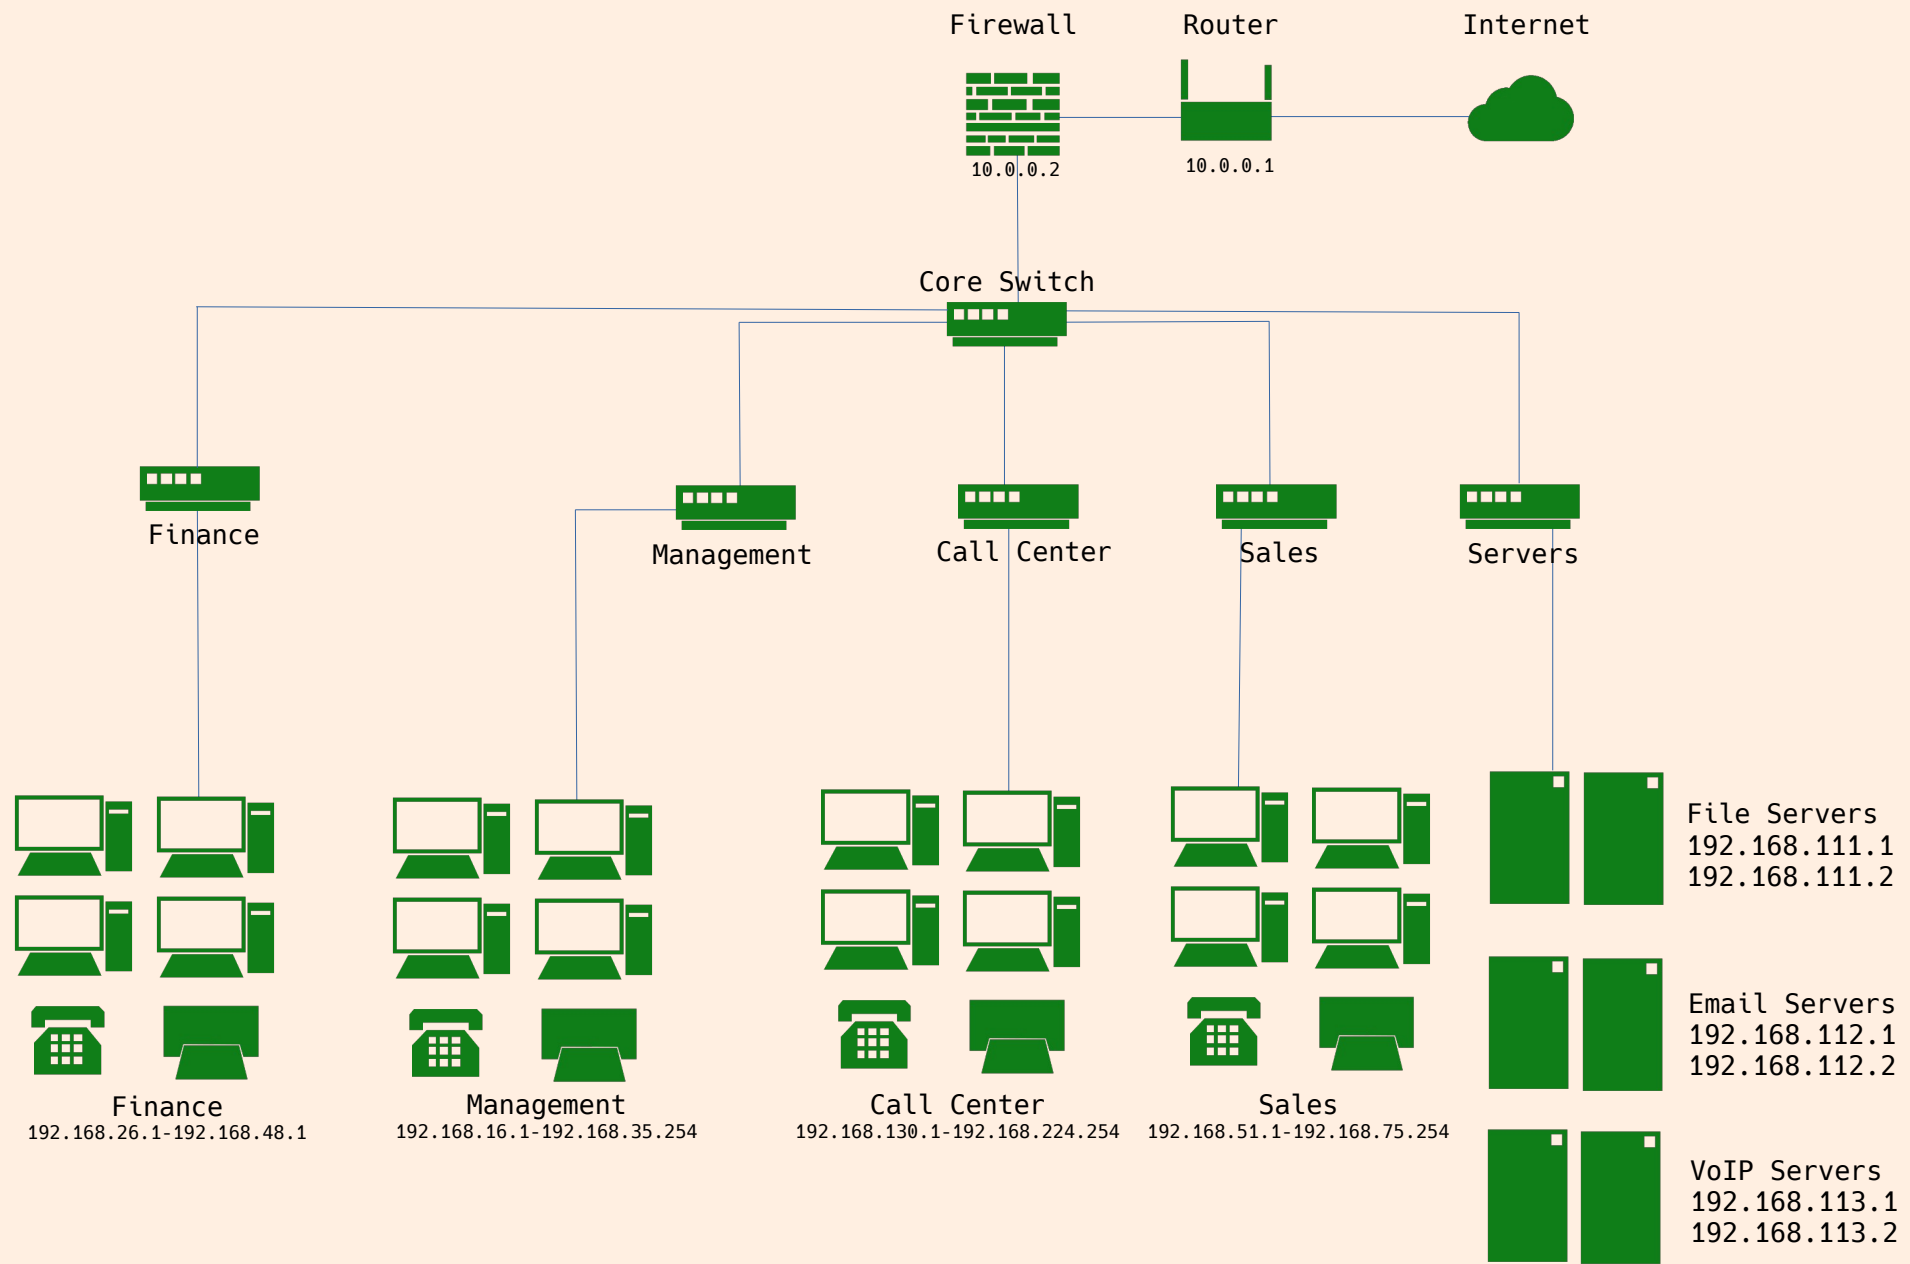 Firewall
Router
Internet
10.0.0.2
10.0.0.1
Core Switch
Finance
Management
Call Center
Sales
Servers
File Servers
192.168.111.1
192.168.111.2
Email Servers
192.168.112.1
192.168.112.2
Finance
192.168.26.1-192.168.48.1
Management
192.168.16.1-192.168.35.254
Call Center
192.168.130.1-192.168.224.254
Sales
192.168.51.1-192.168.75.254
VoIP Servers
192.168.113.1
192.168.113.2